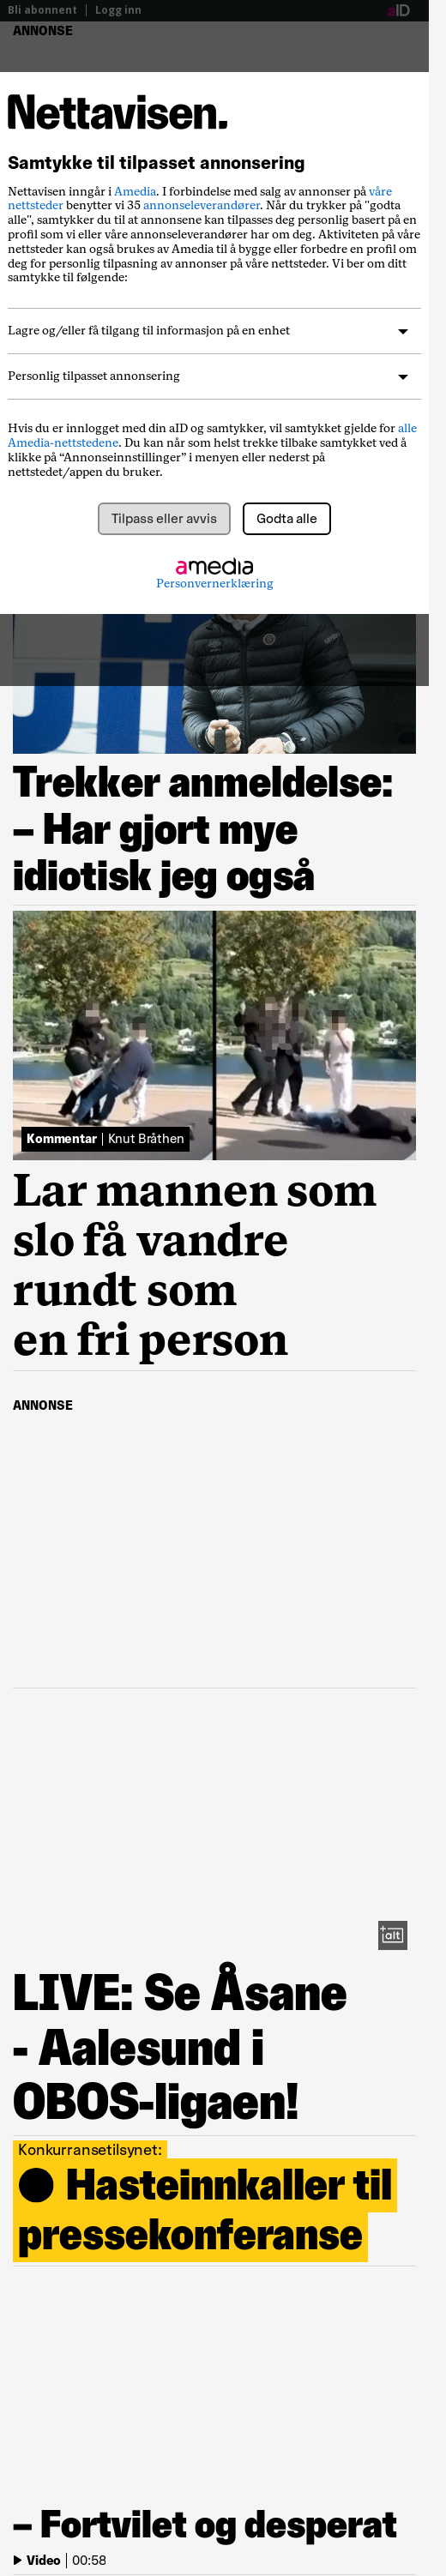 Bli abonnent | Logg inn
aID
ANNONSE
Nettavisen.
Samtykke til tilpasset annonsering
Nettavisen inngår i Amedia. I forbindelse med salg av annonser på våre
nettsteder benytter vi 35 annonseleverandører. Når du trykker på "godta
alle", samtykker du til at annonsene kan tilpasses deg personlig basert på en
profil som vi eller våre annonseleverandører har om deg. Aktiviteten på våre
nettsteder kan også brukes av Amedia til å bygge eller forbedre en profil om
deg for personlig tilpasning av annonser på våre nettsteder. Vi ber om ditt
samtykke til følgende:
Lagre og/eller få tilgang til informasjon på en enhet
Personlig tilpasset annonsering
Hvis du er innlogget med din aID og samtykker, vil samtykket gjelde for alle
Amedia-nettstedene. Du kan når som helst trekke tilbake samtykket ved å
klikke på “Annonseinnstillinger” i menyen eller nederst på
nettstedet/appen du bruker.
Tilpass eller avvis
Godta alle
amedia
Personvernerklæring
Trekker anmeldelse:
– Har gjort mye
idiotisk jeg også
Kommentar | Knut Bråthen
Lar mannen som
slo få vandre
rundt som
en fri person
ANNONSE
+alt
LIVE: Se Åsane
- Aalesund i
OBOS-ligaen!
Konkurransetilsynet:
● Hasteinnkaller til
pressekonferanse
– Fortvilet og desperat
Video | 00:58